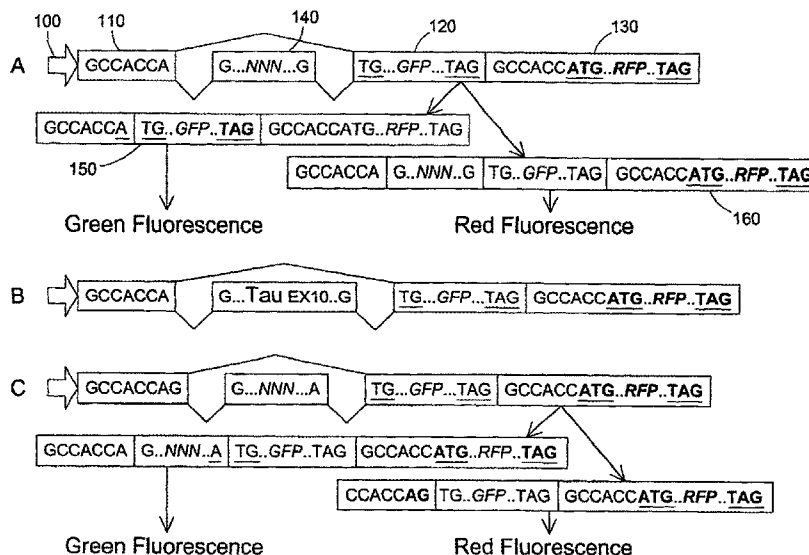 100 110 140 120 130
A GCCACCA G...NNN...G TG...GFP...TAG GCCACCATG..RFP..TAG
GCCACCA TG..GFP..TAG GCCACCATG..RFP..TAG
150
GCCACCA G..NNN..G TG..GFP..TAG GCCACCATG..RFP..TAG
160
Green Fluorescence Red Fluorescence
B GCCACCA G...Tau EX10..G TG...GFP...TAG GCCACCATG..RFP..TAG
C GCCACCAG G...NNN...A TG...GFP...TAG GCCACCATG..RFP..TAG
GCCACCA G..NNN..A TG..GFP..TAG GCCACCATG..RFP..TAG
CCACCAG TG..GFP..TAG GCCACCATG..RFP..TAG
Green Fluorescence Red Fluorescence